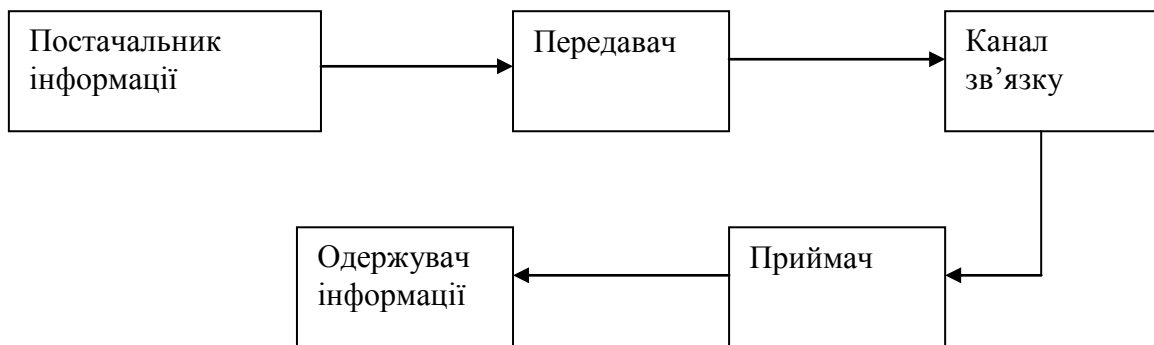 Постачальник
інформації
Передавач
Канал
зв’язку
Одержувач
інформації
Приймач